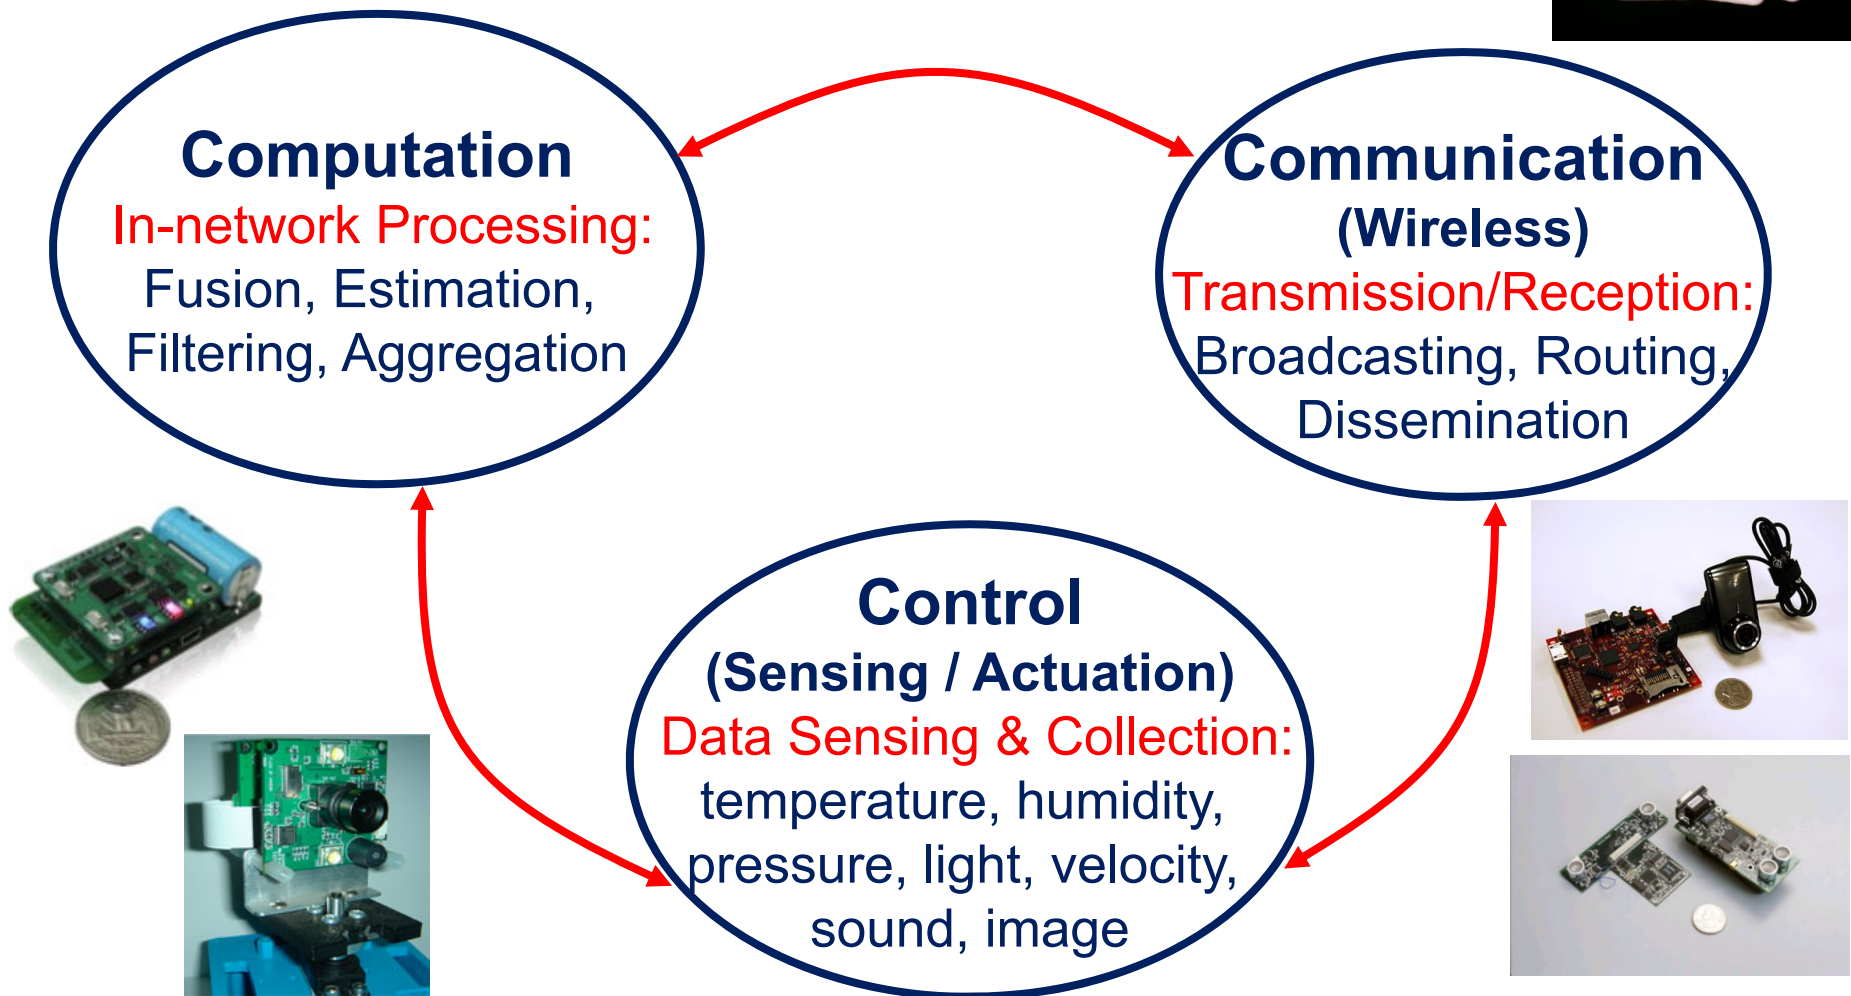 Computation
In-network Processing:
Fusion, Estimation,
Filtering, Aggregation
Communication
(Wireless)
Transmission/Reception:
Broadcasting, Routing,
Dissemination
Control
(Sensing / Actuation)
Data Sensing & Collection:
temperature, humidity,
pressure, light, velocity,
sound, image